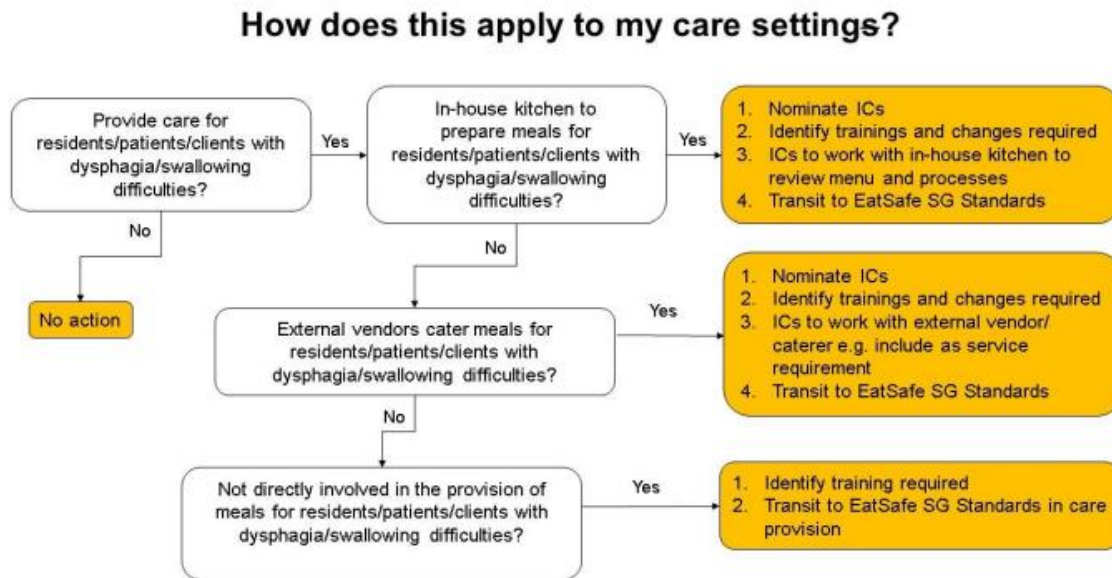 How does this apply to my care settings?
Provide care for
residents/patients/clients with
dysphagia/swallowing
difficulties?
Yes
In-house kitchen to
prepare meals for
residents/patients/clients with
dysphagia/swallowing
difficulties?
Yes
1. Nominate ICs
2. Identify trainings and changes required
3. ICs to work with in-house kitchen to
review menu and processes
4. Transit to EatSafe SG Standards
No
No action
No
External vendors cater meals for
residents/patients/clients with
dysphagia/swallowing difficulties?
Yes
1. Nominate ICs
2. Identify trainings and changes required
3. ICs to work with external vendor/
caterer e.g. include as service
requirement
4. Transit to EatSafe SG Standards
No
Not directly involved in the provision of
meals for residents/patients/clients with
dysphagia/swallowing difficulties?
Yes
1. Identify training required
2. Transit to EatSafe SG Standards in care
provision